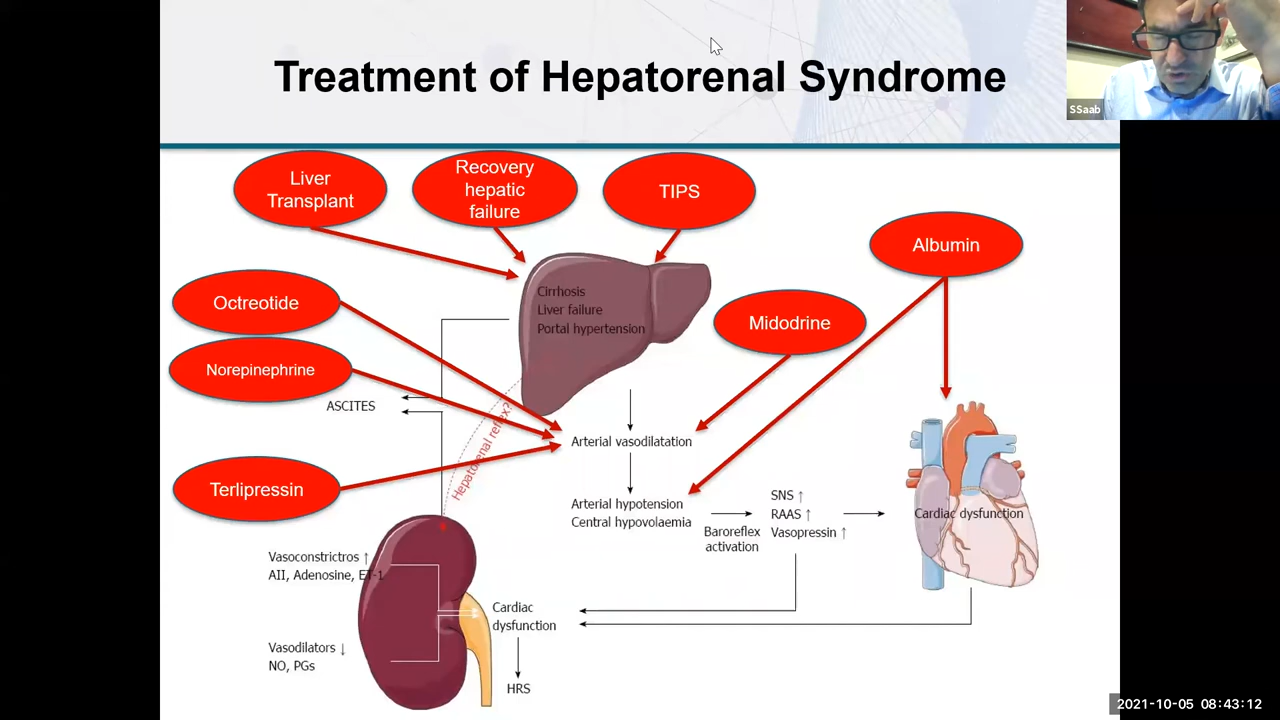 Treatment of Hepatorenal Syndrome
SSaab
Liver
Transplant
Recovery
hepatic
failure
TIPS
Albumin
Octreotide
Cirrhosis
Liver failure
Portal hypertension
Midodrine
Norepinephrine
ASCITES
Hepatorenal reflex?
Arterial vasodilatation
Terlipressin
Arterial hypotension
Central hypovolaemia
Baroreflex
activation
SNS ↑
RAAS ↑
Vasopressin ↑
Cardiac dysfunction
Vasoconstrictros ↑
AII, Adenosine, ET-1
Cardiac
dysfunction
Vasodilators ↓
NO, PGs
HRS
2021-10-05 08:43:12